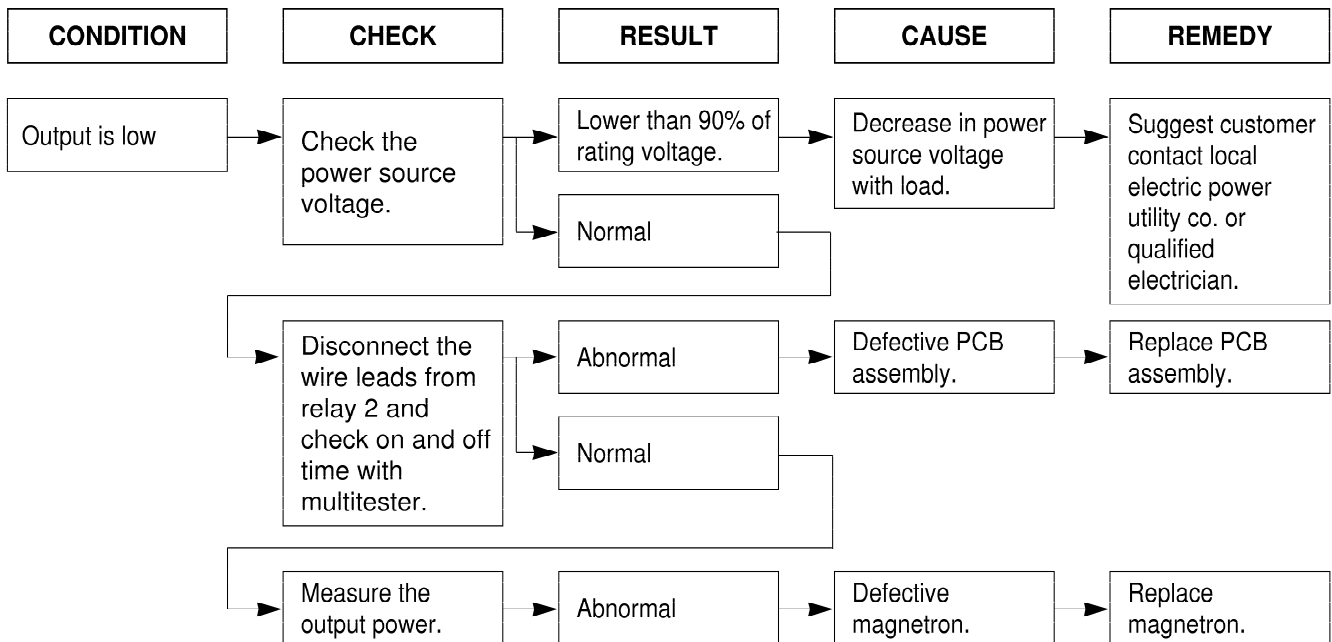 CONDITION
CHECK
RESULT
CAUSE
REMEDY
Output is low
Check the
power source
voltage.
Lower than 90% of
rating voltage.
Decrease in power
source voltage
with load.
Suggest customer
contact local
electric power
utility co. or
qualified
electrician.
Normal
Disconnect the
wire leads from
relay 2 and
check on and off
time with
multitester.
Abnormal
Defective PCB
assembly.
Replace PCB
assembly.
Normal
Measure the
output power.
Abnormal
Defective
magnetron.
Replace
magnetron.